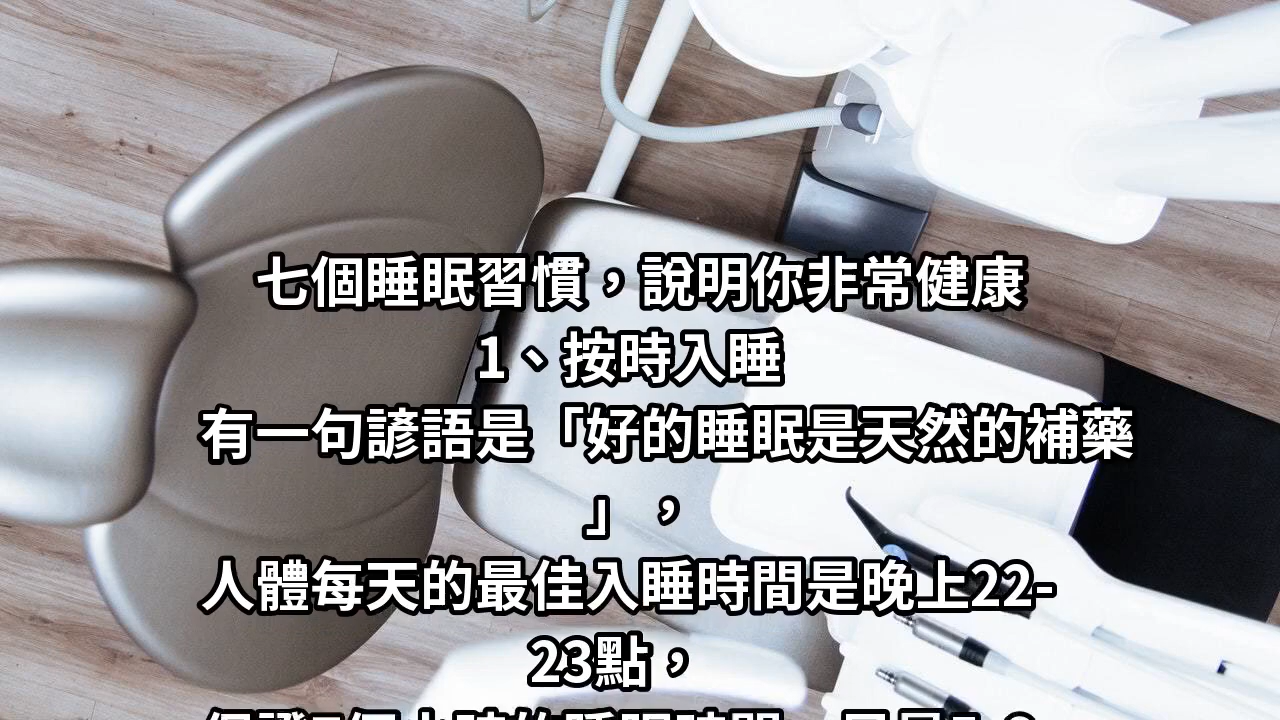 七個睡眠習慣，說明你非常健康
1、按時入睡
有一句諺語是「好的睡眠是天然的補藥
」，
人體每天的最佳入睡時間是晚上22-
23點，